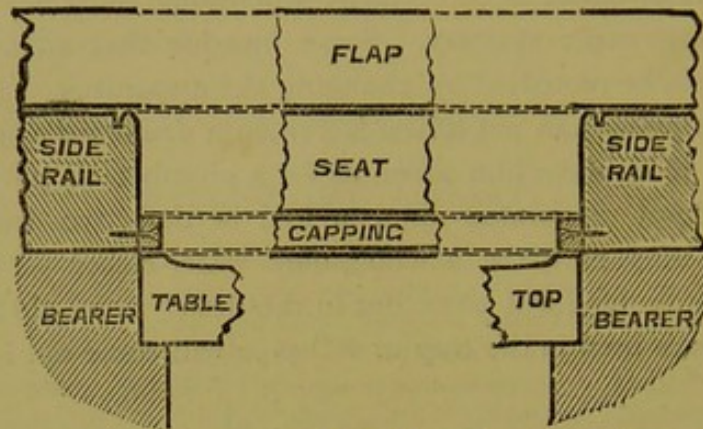 FLAP
SIDE
RAIL
SEAT
SIDE
RAIL
CAPPING
TABLE
TOP
BEARER
BEARER